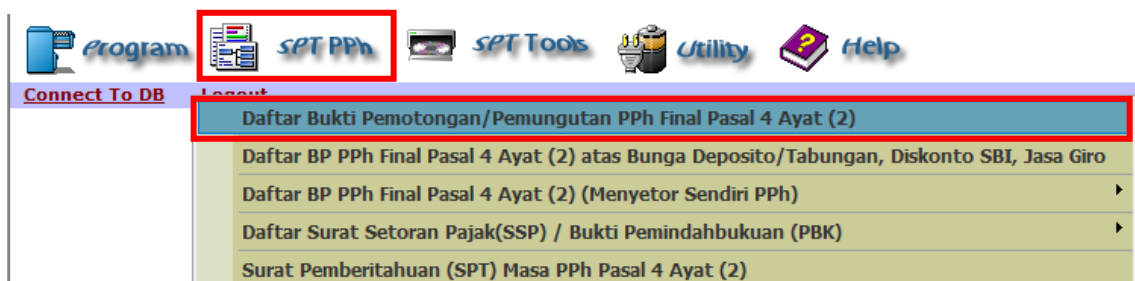 Program SPT PPh SPT Tools Utility Help
Connect To DB Logout
Daftar Bukti Pemotongan/Pemungutan PPh Final Pasal 4 Ayat (2)
Daftar BP PPh Final Pasal 4 Ayat (2) atas Bunga Deposito/Tabungan, Diskonto SBI, Jasa Giro
Daftar BP PPh Final Pasal 4 Ayat (2) (Menyetor Sendiri PPh)
Daftar Surat Setoran Pajak(SSP) / Bukti Pemindahbukuan (PBK)
Surat Pemberitahuan (SPT) Masa PPh Pasal 4 Ayat (2)